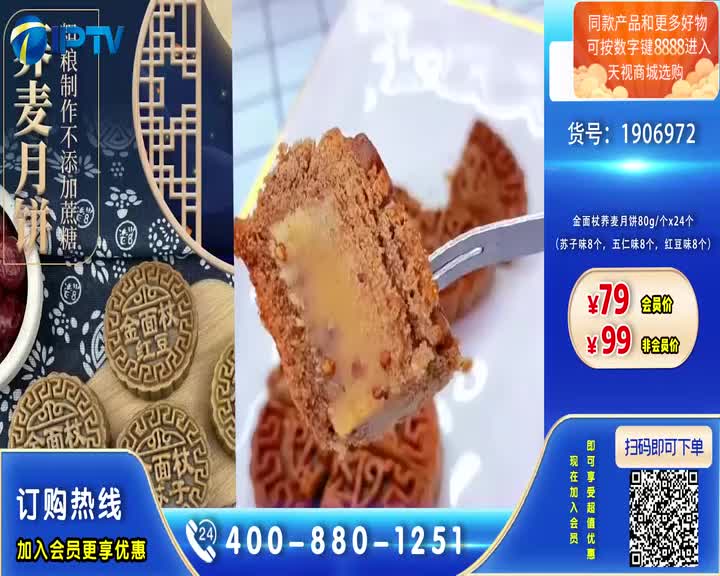 IPTV
荞麦月饼
粗粮制作不添加蔗糖
金面杖
红豆
金面杖
金面杖
苏子
订购热线
加入会员更享优惠
24
400-880-1251
同款产品和更多好物
可按数字键8888进入
天视商城选购
货号：1906972
金面杖荞麦月饼80g/个x24个
（苏子味8个，五仁味8个，红豆味8个）
¥79 会员价
¥99 非会员价
现在加入会员
即可享受超值优惠
扫码即可下单